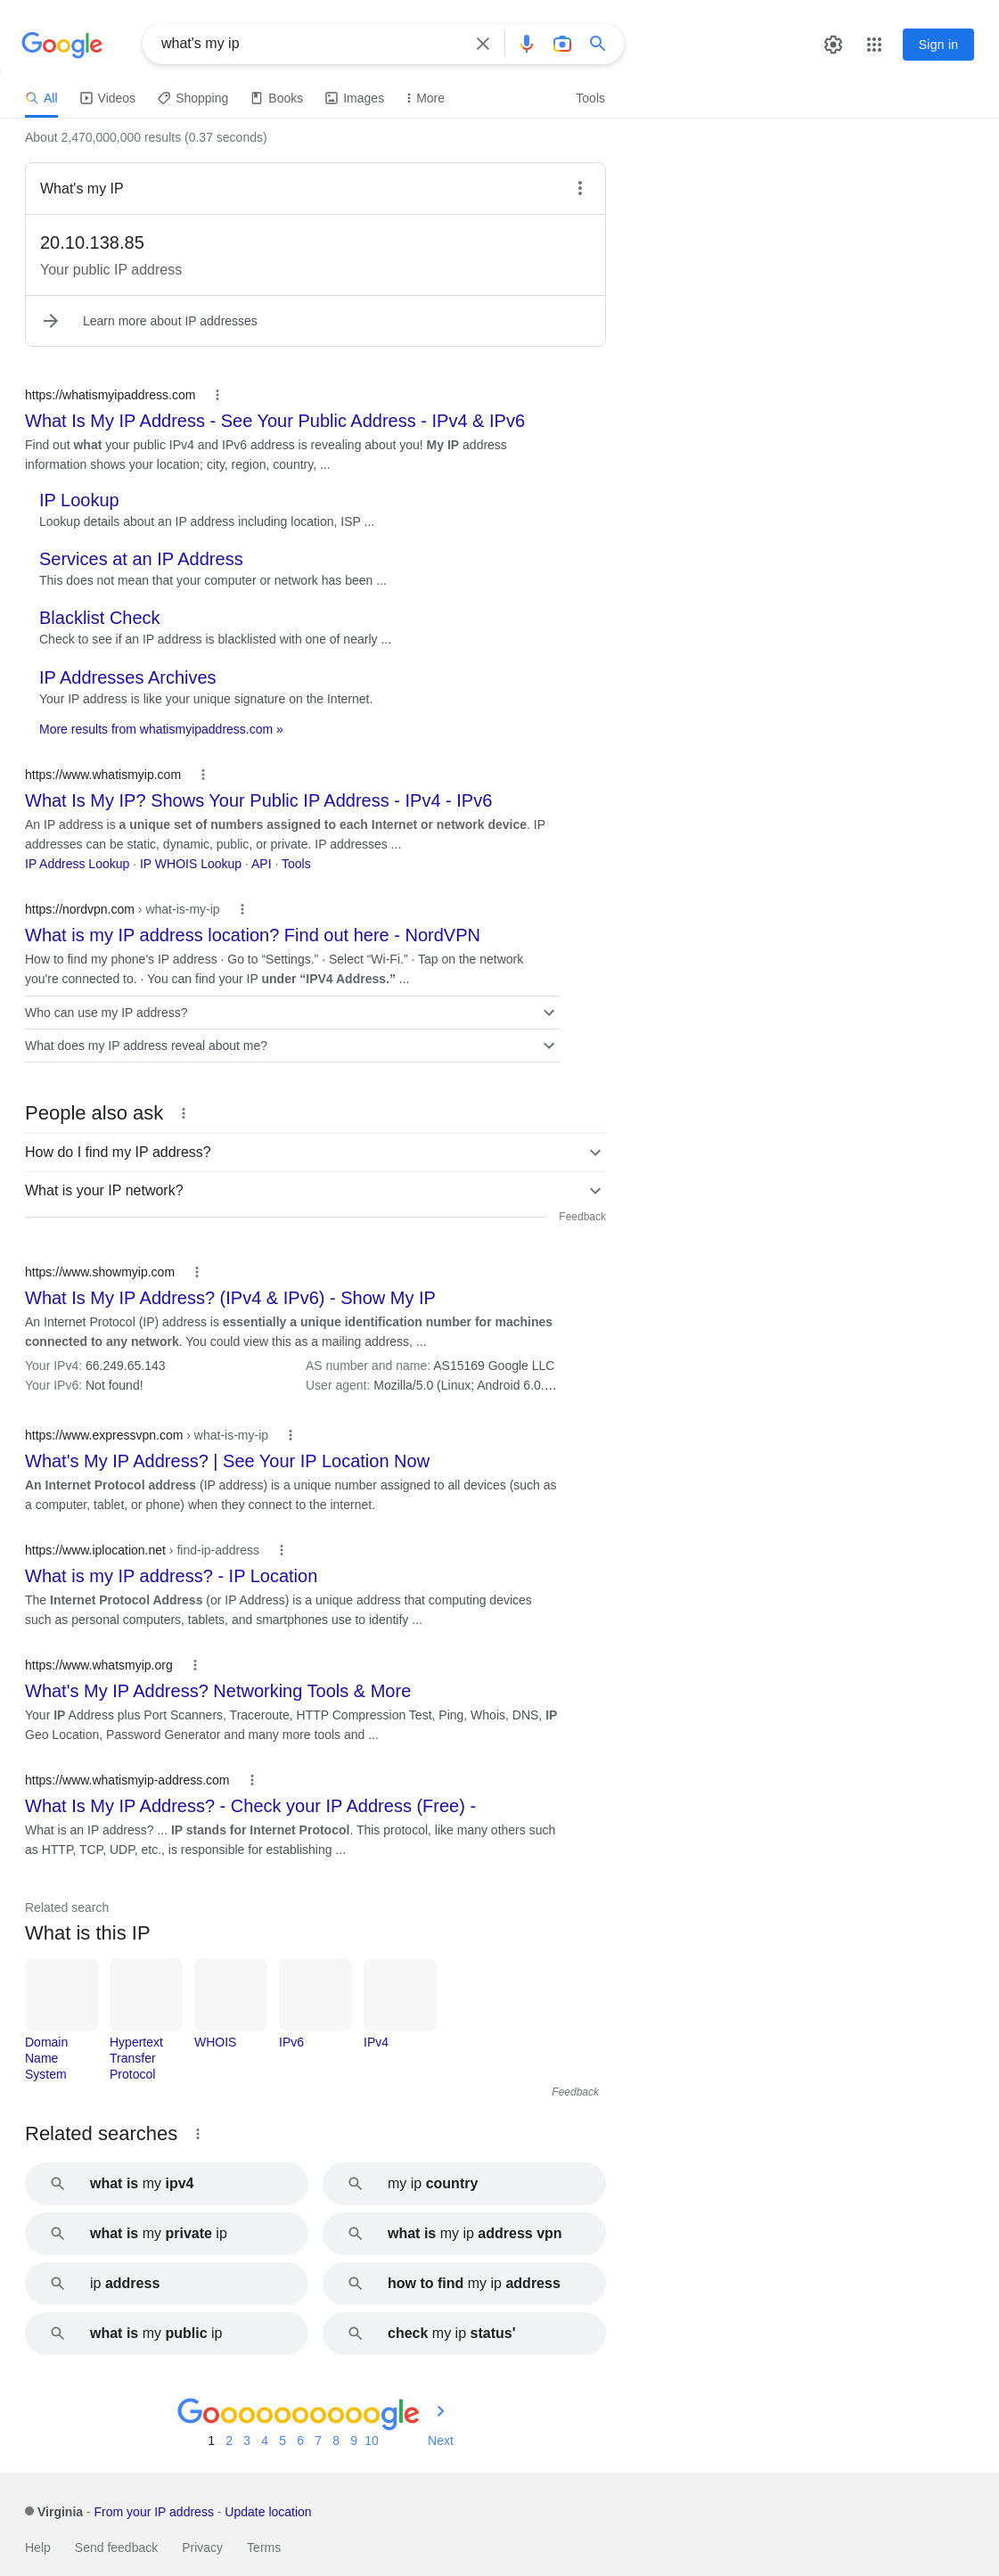 Google
what's my ip
Sign in
All
Videos
Shopping
Books
Images
More
Tools
About 2,470,000,000 results (0.37 seconds)
What's my IP
20.10.138.85
Your public IP address
Learn more about IP addresses
https://whatismyipaddress.com
What Is My IP Address - See Your Public Address - IPv4 & IPv6
Find out what your public IPv4 and IPv6 address is revealing about you! My IP address
information shows your location; city, region, country, ...
IP Lookup
Lookup details about an IP address including location, ISP ...
Services at an IP Address
This does not mean that your computer or network has been ...
Blacklist Check
Check to see if an IP address is blacklisted with one of nearly ...
IP Addresses Archives
Your IP address is like your unique signature on the Internet.
More results from whatismyipaddress.com »
https://www.whatismyip.com
What Is My IP? Shows Your Public IP Address - IPv4 - IPv6
An IP address is a unique set of numbers assigned to each Internet or network device. IP
addresses can be static, dynamic, public, or private. IP addresses ...
IP Address Lookup · IP WHOIS Lookup · API · Tools
https://nordvpn.com › what-is-my-ip
What is my IP address location? Find out here - NordVPN
How to find my phone's IP address · Go to “Settings.” · Select “Wi-Fi.” · Tap on the network
you're connected to. · You can find your IP under “IPV4 Address.” ...
Who can use my IP address?
What does my IP address reveal about me?
People also ask
How do I find my IP address?
What is your IP network?
Feedback
https://www.showmyip.com
What Is My IP Address? (IPv4 & IPv6) - Show My IP
An Internet Protocol (IP) address is essentially a unique identification number for machines
connected to any network. You could view this as a mailing address, ...
Your IPv4: 66.249.65.143
AS number and name: AS15169 Google LLC
Your IPv6: Not found!
User agent: Mozilla/5.0 (Linux; Android 6.0....
https://www.expressvpn.com › what-is-my-ip
What's My IP Address? | See Your IP Location Now
An Internet Protocol address (IP address) is a unique number assigned to all devices (such as
a computer, tablet, or phone) when they connect to the internet.
https://www.iplocation.net › find-ip-address
What is my IP address? - IP Location
The Internet Protocol Address (or IP Address) is a unique address that computing devices
such as personal computers, tablets, and smartphones use to identify ...
https://www.whatsmyip.org
What's My IP Address? Networking Tools & More
Your IP Address plus Port Scanners, Traceroute, HTTP Compression Test, Ping, Whois, DNS, IP
Geo Location, Password Generator and many more tools and ...
https://www.whatismyip-address.com
What Is My IP Address? - Check your IP Address (Free) -
What is an IP address? ... IP stands for Internet Protocol. This protocol, like many others such
as HTTP, TCP, UDP, etc., is responsible for establishing ...
Related search
What is this IP
Domain
Name
System
Hypertext
Transfer
Protocol
WHOIS
IPv6
IPv4
Feedback
Related searches
what is my ipv4
my ip country
what is my private ip
what is my ip address vpn
ip address
how to find my ip address
what is my public ip
check my ip status'
Goooooooooogle
1 2 3 4 5 6 7 8 9 10 Next
Virginia - From your IP address - Update location
Help Send feedback Privacy Terms